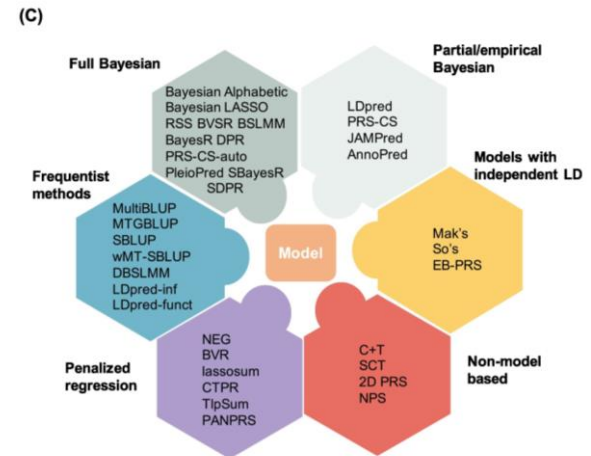 (C)
Full Bayesian
Bayesian Alphabetic
Bayesian LASSO
RSS BVSR BSLMM
BayesR DPR
PRS-CS-auto
PleioPred SBayesR
SDPR
Partial/empirical
Bayesian
LDpred
PRS-CS
JAMPred
AnnoPred
Frequentist
methods
MultiBLUP
MTGBLUP
SBLUP
wMT-SBLUP
DBSLMM
LDpred-inf
LDpred-funct
Model
Models with
independent LD
Mak's
So's
EB-PRS
Penalized
regression
NEG
BVR
lassosum
CTPR
TlpSum
PANPRS
Non-model
based
C+T
SCT
2D PRS
NPS